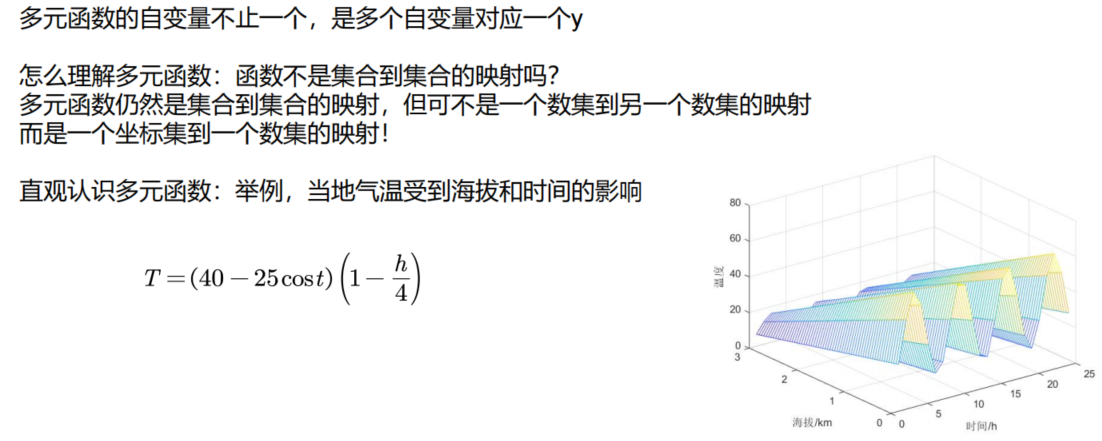 多元函数的自变量不止一个，是多个自变量对应一个y
怎么理解多元函数：函数不是集合到集合的映射吗？
多元函数仍然是集合到集合的映射，但可不是一个数集到另一个数集的映射
而是一个坐标集到一个数集的映射！
直观认识多元函数：举例，当地气温受到海拔和时间的影响
T = (40 − 25 cos t)(1 − h/4)
80
60
40
20
0
温度
3
2
1
0
海拔/km
0
5
10
15
20
25
时间/h